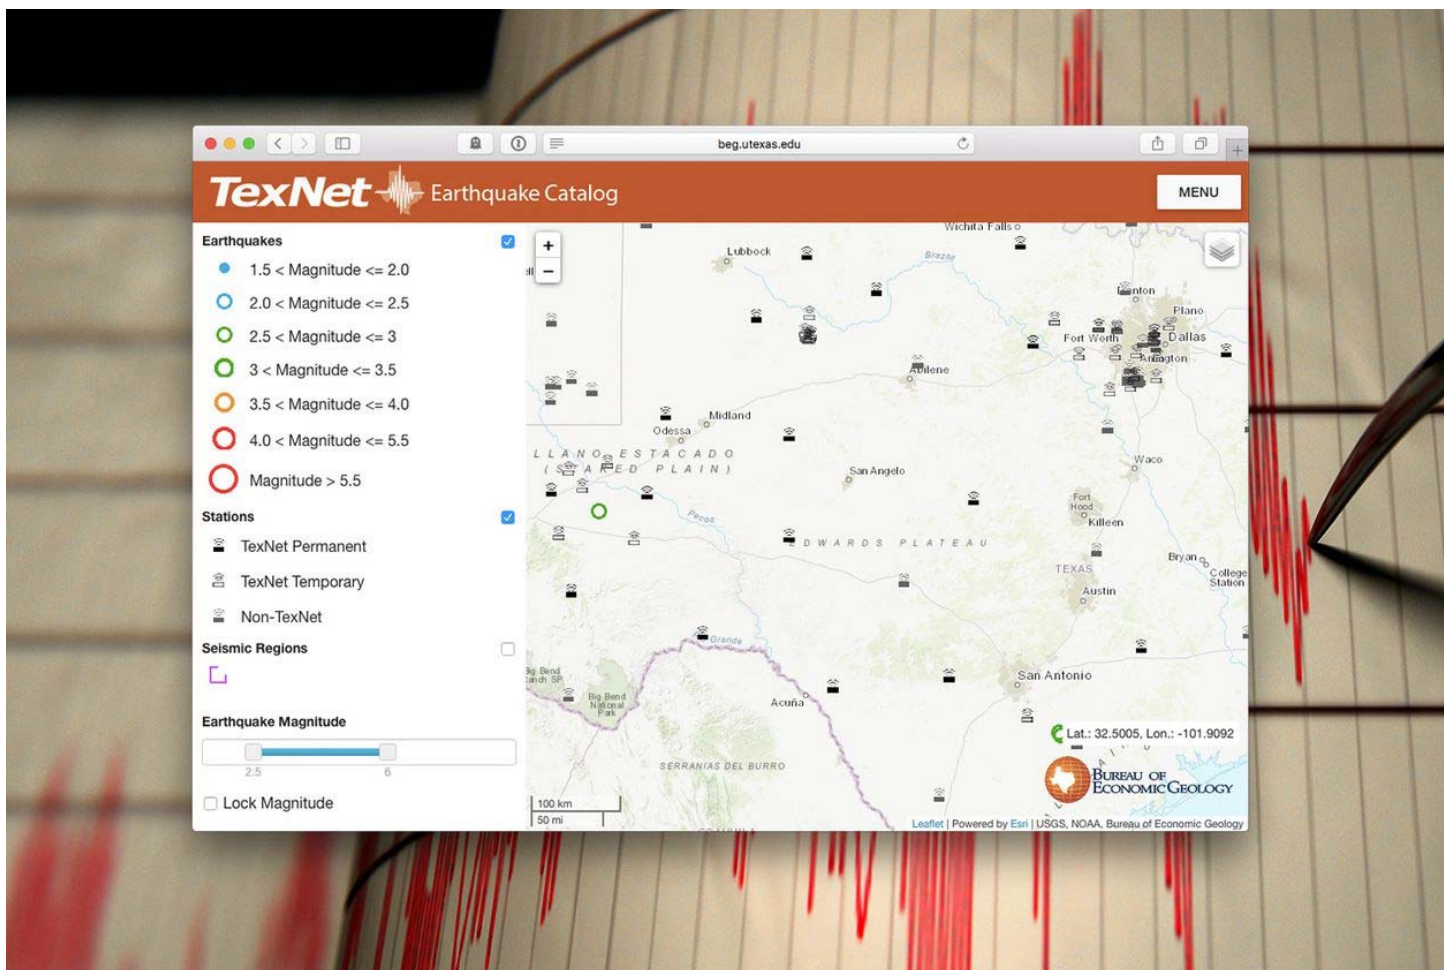 beg.utexas.edu
TexNet Earthquake Catalog
MENU
Earthquakes
1.5 < Magnitude <= 2.0
2.0 < Magnitude <= 2.5
2.5 < Magnitude <= 3
3 < Magnitude <= 3.5
3.5 < Magnitude <= 4.0
4.0 < Magnitude <= 5.5
Magnitude > 5.5
Stations
TexNet Permanent
TexNet Temporary
Non-TexNet
Seismic Regions
Earthquake Magnitude
2.5 6
Lock Magnitude
+
−
Wichita Falls
Lubbock
Brazos
Plano
Fort Worth
Dallas
Abilene
Midland
Odessa
LLANO ESTACADO
(STAKED PLAIN)
San Angelo
Waco
Fort
Hood
Killeen
Pecos
EDWARDS PLATEAU
Bryan
College
Station
TEXAS
Austin
Grande
San Antonio
Big Bend
National
Park
Acuña
Lat.: 32.5005, Lon.: -101.9092
SERRANIAS DEL BURRO
BUREAU OF
ECONOMIC GEOLOGY
100 km
50 mi
Leaflet | Powered by Esri | USGS, NOAA, Bureau of Economic Geology